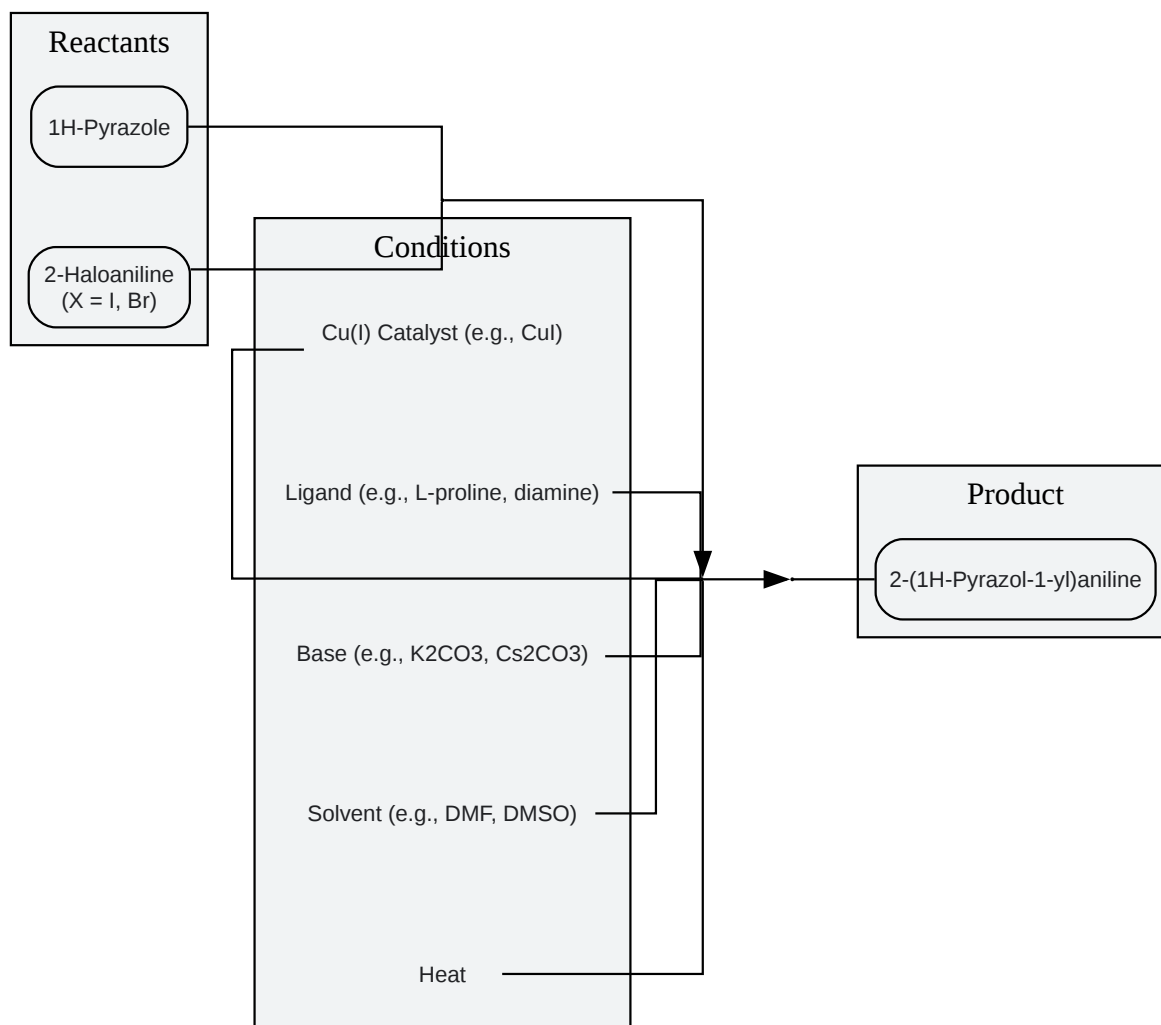 Reactants
1H-Pyrazole
2-Haloaniline
(X = I, Br)
Conditions
Cu(I) Catalyst (e.g., CuI)
Ligand (e.g., L-proline, diamine)
Base (e.g., K2CO3, Cs2CO3)
Solvent (e.g., DMF, DMSO)
Heat
Product
2-(1H-Pyrazol-1-yl)aniline